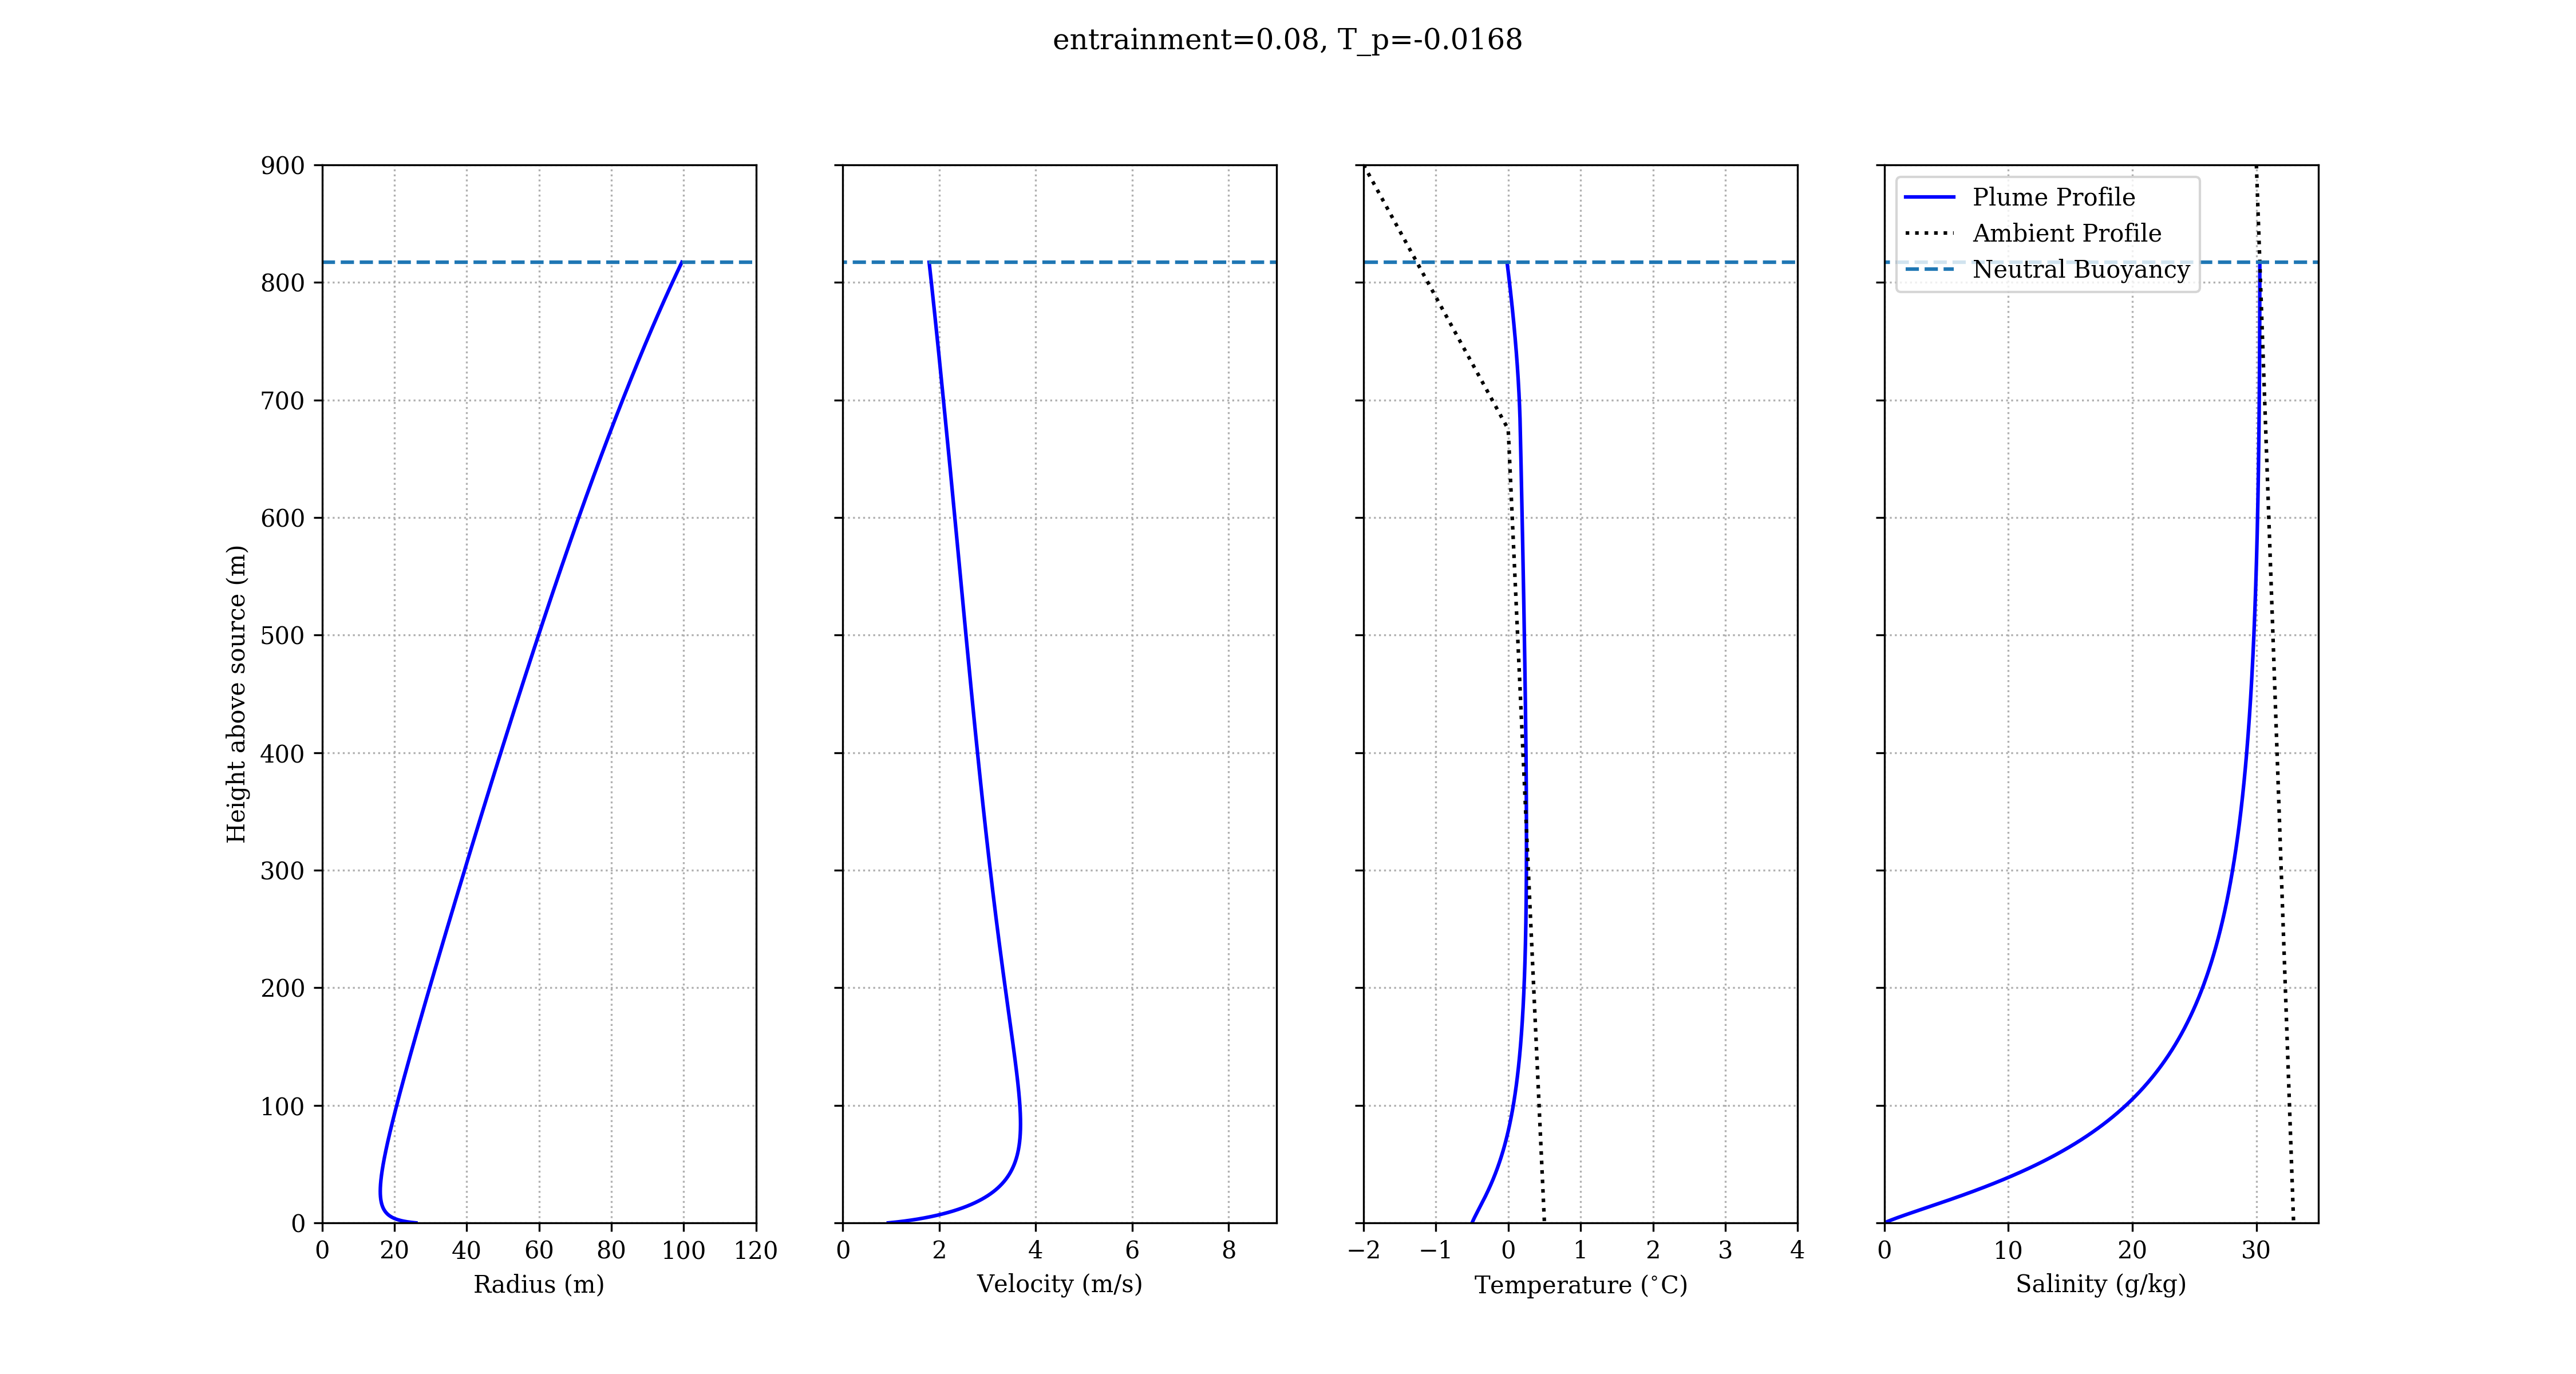 entrainment=0.08, T_p=-0.0168
Height above source (m)
900
800
700
600
500
400
300
200
100
0
0 20 40 60 80 100 120
Radius (m)
0 2 4 6 8
Velocity (m/s)
−2 −1 0 1 2 3 4
Temperature (°C)
Plume Profile
Ambient Profile
Neutral Buoyancy
0 10 20 30
Salinity (g/kg)